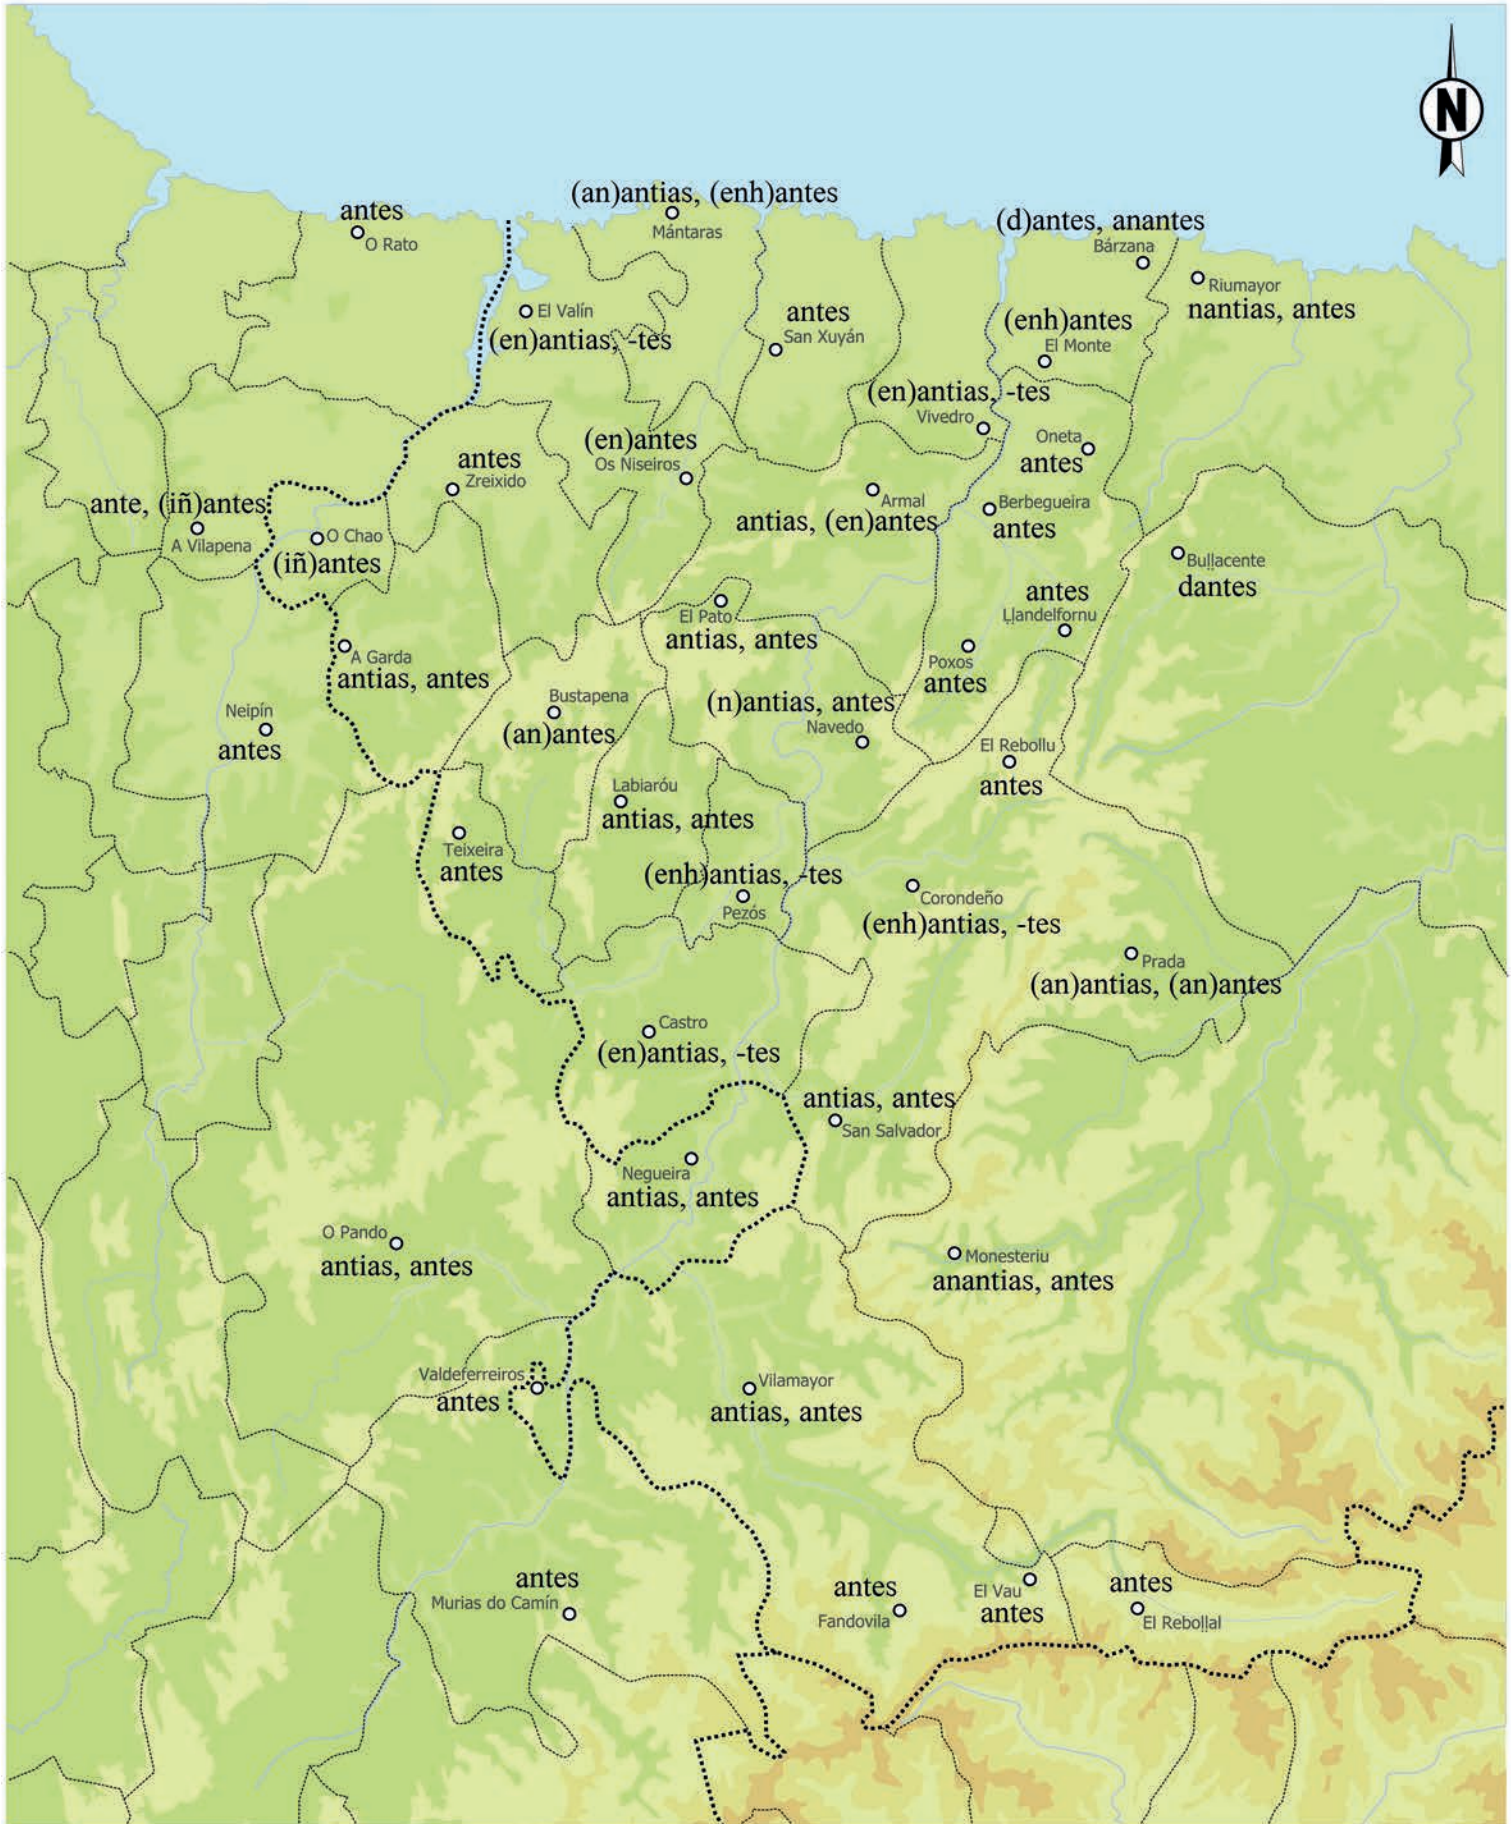 N
(an)antias, (enh)antes
Mántaras
antes
O Rato
(d)antes, anantes
Bárzana
Riumayor
nantias, antes
El Valín
(en)antias, -tes
antes
San Xuyán
(enh)antes
El Monte
(en)antias, -tes
Vivedro
(en)antes
Os Niseiros
Oneta
antes
antes
Zreixido
ante, (iñ)antes
A Vilapena
Armal
antias, (en)antes
Berbegueira
antes
O Chao
(iñ)antes
Buḷḷacente
dantes
antes
Ḷḷandelfornu
El Pato
antias, antes
A Garda
antias, antes
Poxos
antes
Bustapena
(an)antes
(n)antias, antes
Navedo
Neipín
antes
El Rebollu
antes
Labiaróu
antias, antes
Teixeira
antes
(enh)antias, -tes
Pezós
Corondeño
(enh)antias, -tes
Prada
(an)antias, (an)antes
Castro
(en)antias, -tes
antias, antes
San Salvador
Negueira
antias, antes
O Pando
antias, antes
Monesteriu
anantias, antes
Valdeferreiros
antes
Vilamayor
antias, antes
antes
Murias do Camín
antes
Fandovila
El Vau
antes
antes
El Reboḷḷal